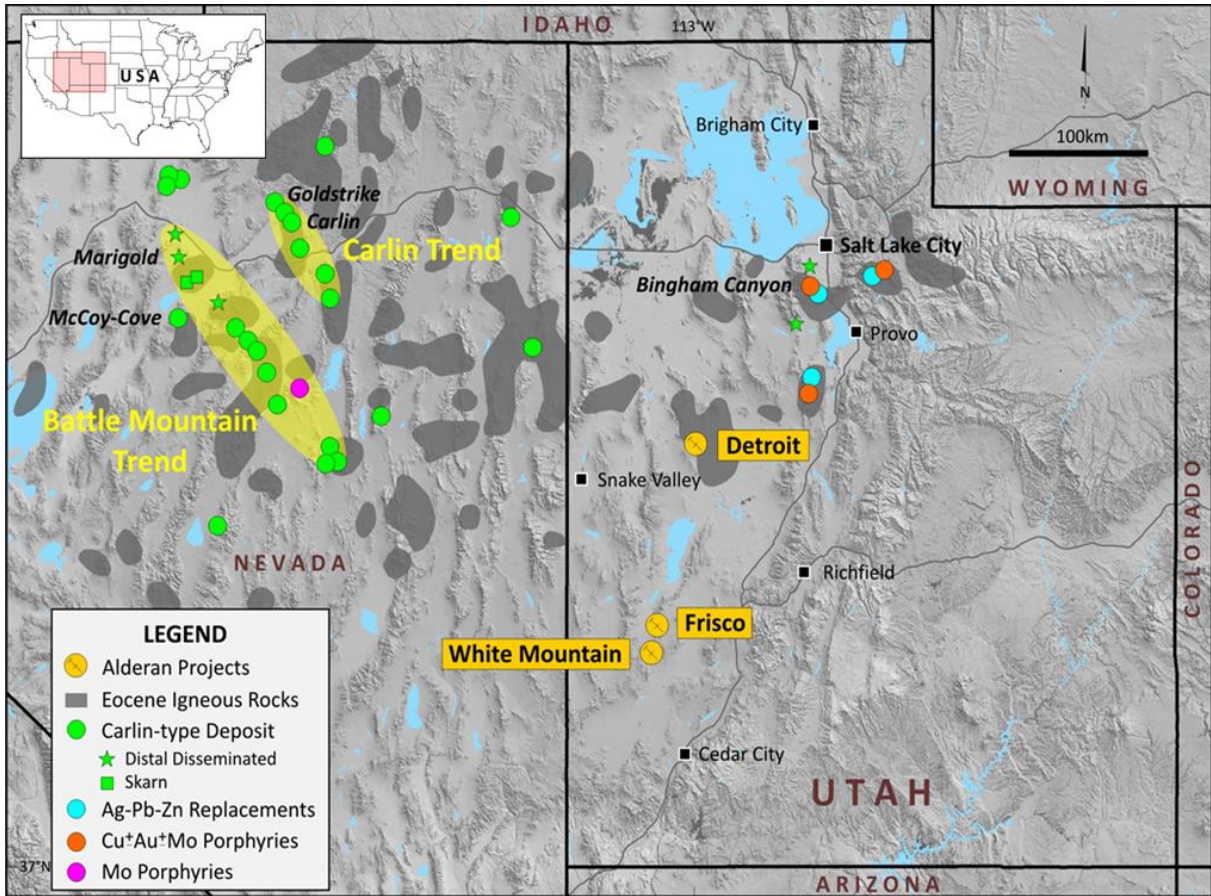 IDAHO
113°W
USA
N
100km
WYOMING
Brigham City
Goldstrike
Carlin
Carlin Trend
Marigold
Salt Lake City
Bingham Canyon
McCoy-Cove
Provo
Battle Mountain
Trend
Detroit
Snake Valley
NEVADA
COLORADO
Richfield
Frisco
White Mountain
Cedar City
UTAH
37°N
ARIZONA
LEGEND
Alderan Projects
Eocene Igneous Rocks
Carlin-type Deposit
Distal Disseminated
Skarn
Ag-Pb-Zn Replacements
Cu±Au±Mo Porphyries
Mo Porphyries